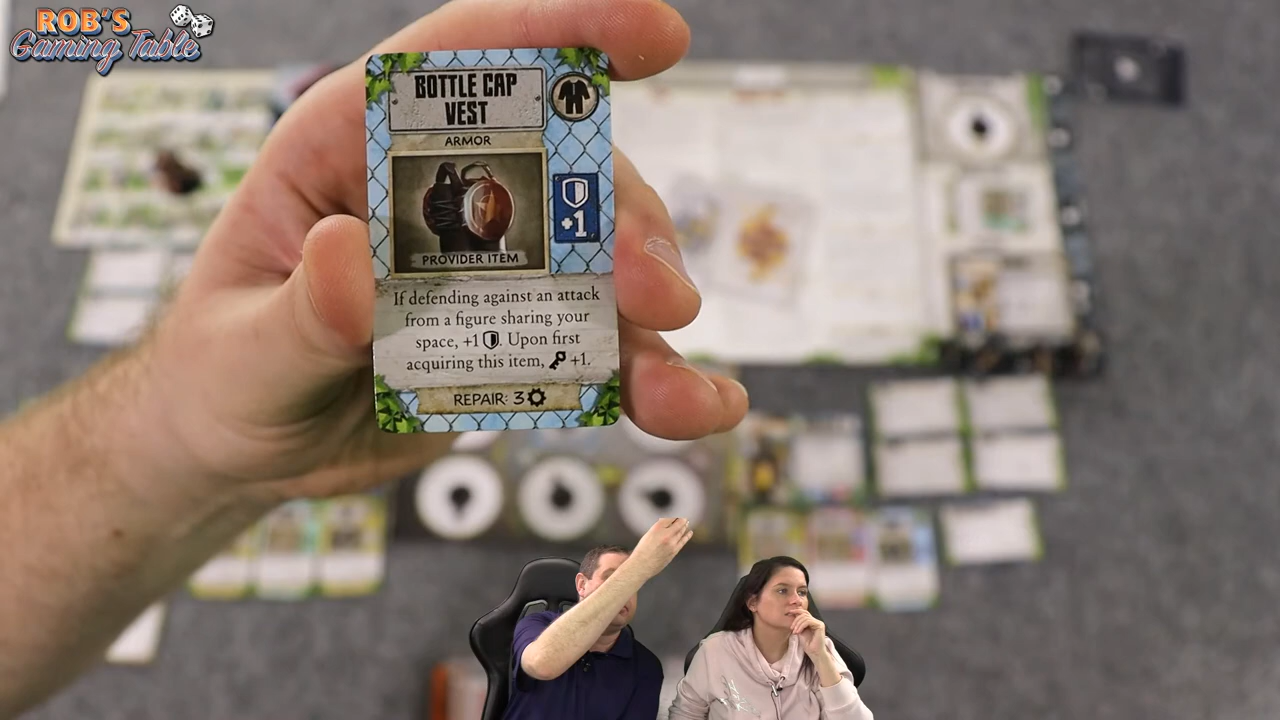 ROB'S
Gaming Table
BOTTLE CAP
VEST
ARMOR
+1
PROVIDER ITEM
If defending against an attack
from a figure sharing your
space, +1 . Upon first
acquiring this item, +1.
REPAIR: 3